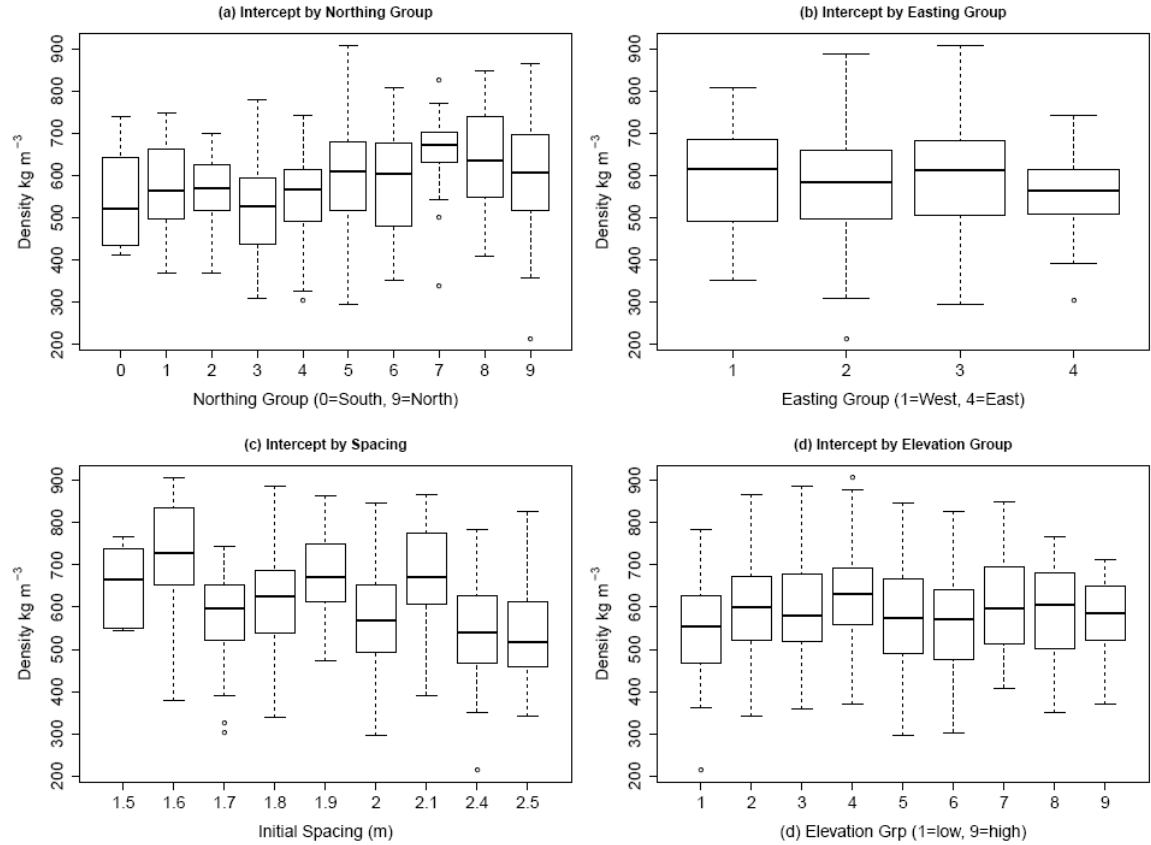 (a) Intercept by Northing Group
Density kg m⁻³
200 300 400 500 600 700 800 900
0 1 2 3 4 5 6 7 8 9
Northing Group (0=South, 9=North)
(b) Intercept by Easting Group
Density kg m⁻³
200 300 400 500 600 700 800 900
1 2 3 4
Easting Group (1=West, 4=East)
(c) Intercept by Spacing
Density kg m⁻³
200 300 400 500 600 700 800 900
1.5 1.6 1.7 1.8 1.9 2 2.1 2.4 2.5
Initial Spacing (m)
(d) Intercept by Elevation Group
Density kg m⁻³
200 300 400 500 600 700 800 900
1 2 3 4 5 6 7 8 9
(d) Elevation Grp (1=low, 9=high)